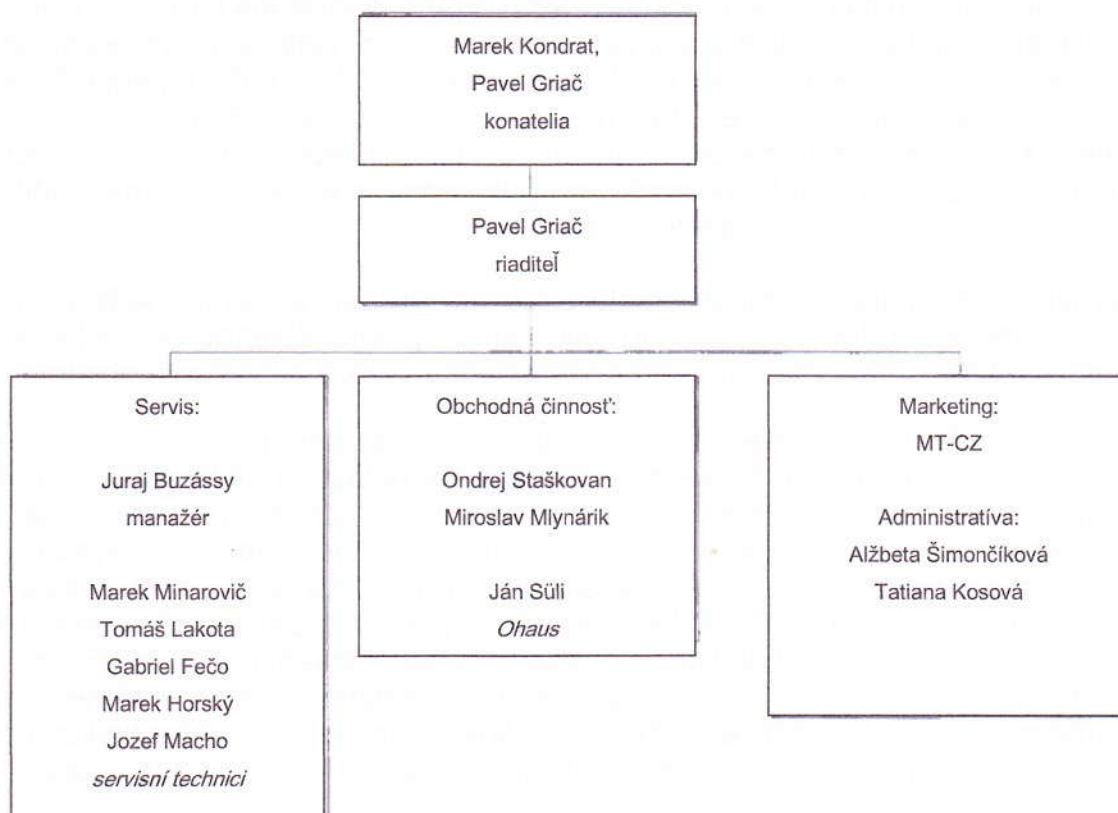 Marek Kondrat,
Pavel Griač
konatelia
Pavel Griač
riaditeľ
Servis:
Juraj Buzássy
manažér
Marek Minarovič
Tomáš Lakota
Gabriel Fečo
Marek Horský
Jozef Macho
servisní technici
Obchodná činnosť:
Ondrej Staškovan
Miroslav Mlynárik
Ján Süli
Ohaus
Marketing:
MT-CZ
Administratíva:
Alžbeta Šimončíková
Tatiana Kosová